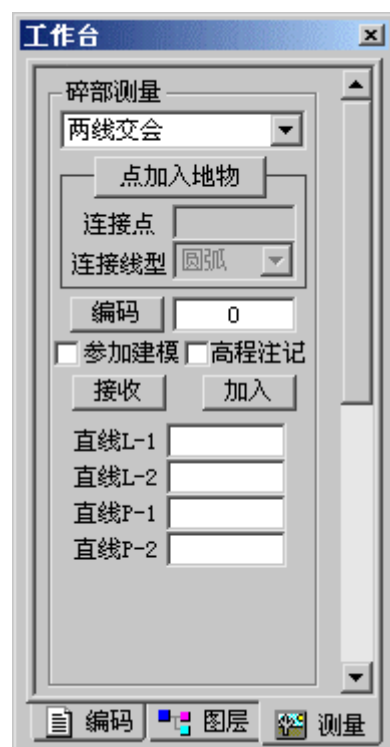 工作台
碎部测量
两线交会
点加入地物
连接点
连接线型 圆弧
编码 0
参加建模 高程注记
接收 加入
直线L-1
直线L-2
直线P-1
直线P-2
编码 图层 测量